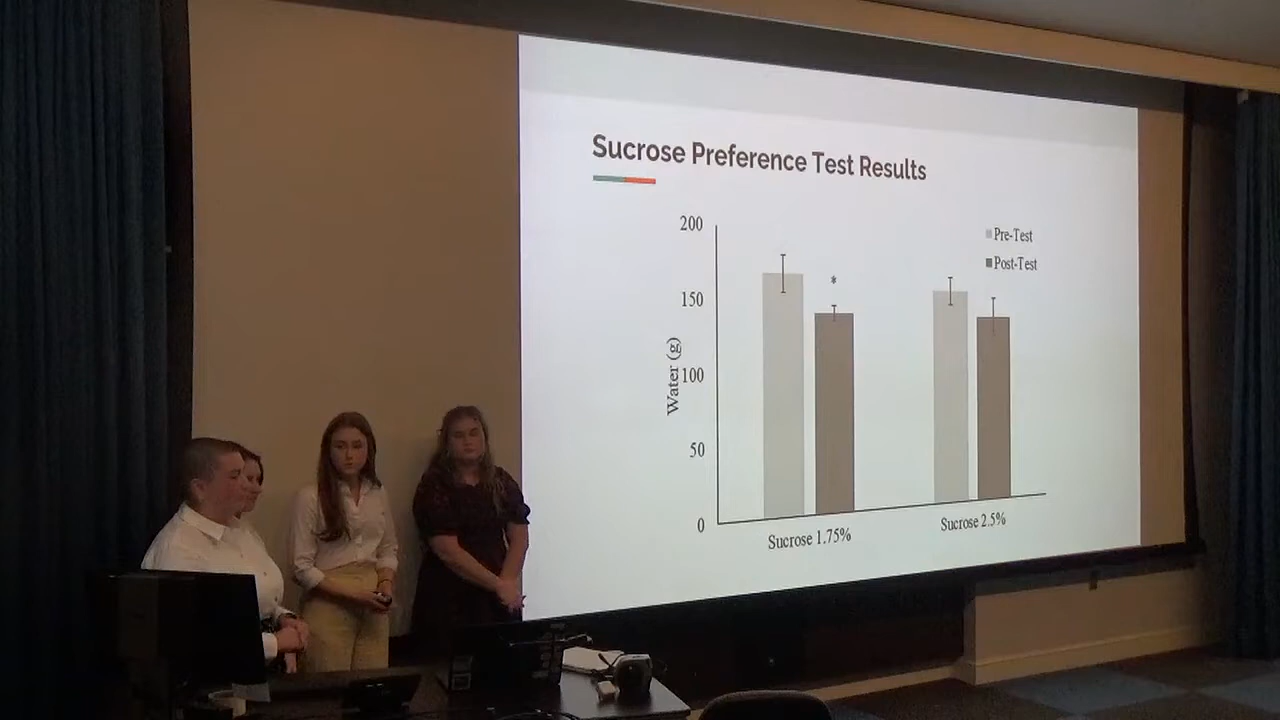 Sucrose Preference Test Results
200
150
100
50
0
Water (g)
*
Pre-Test
Post-Test
Sucrose 1.75%
Sucrose 2.5%